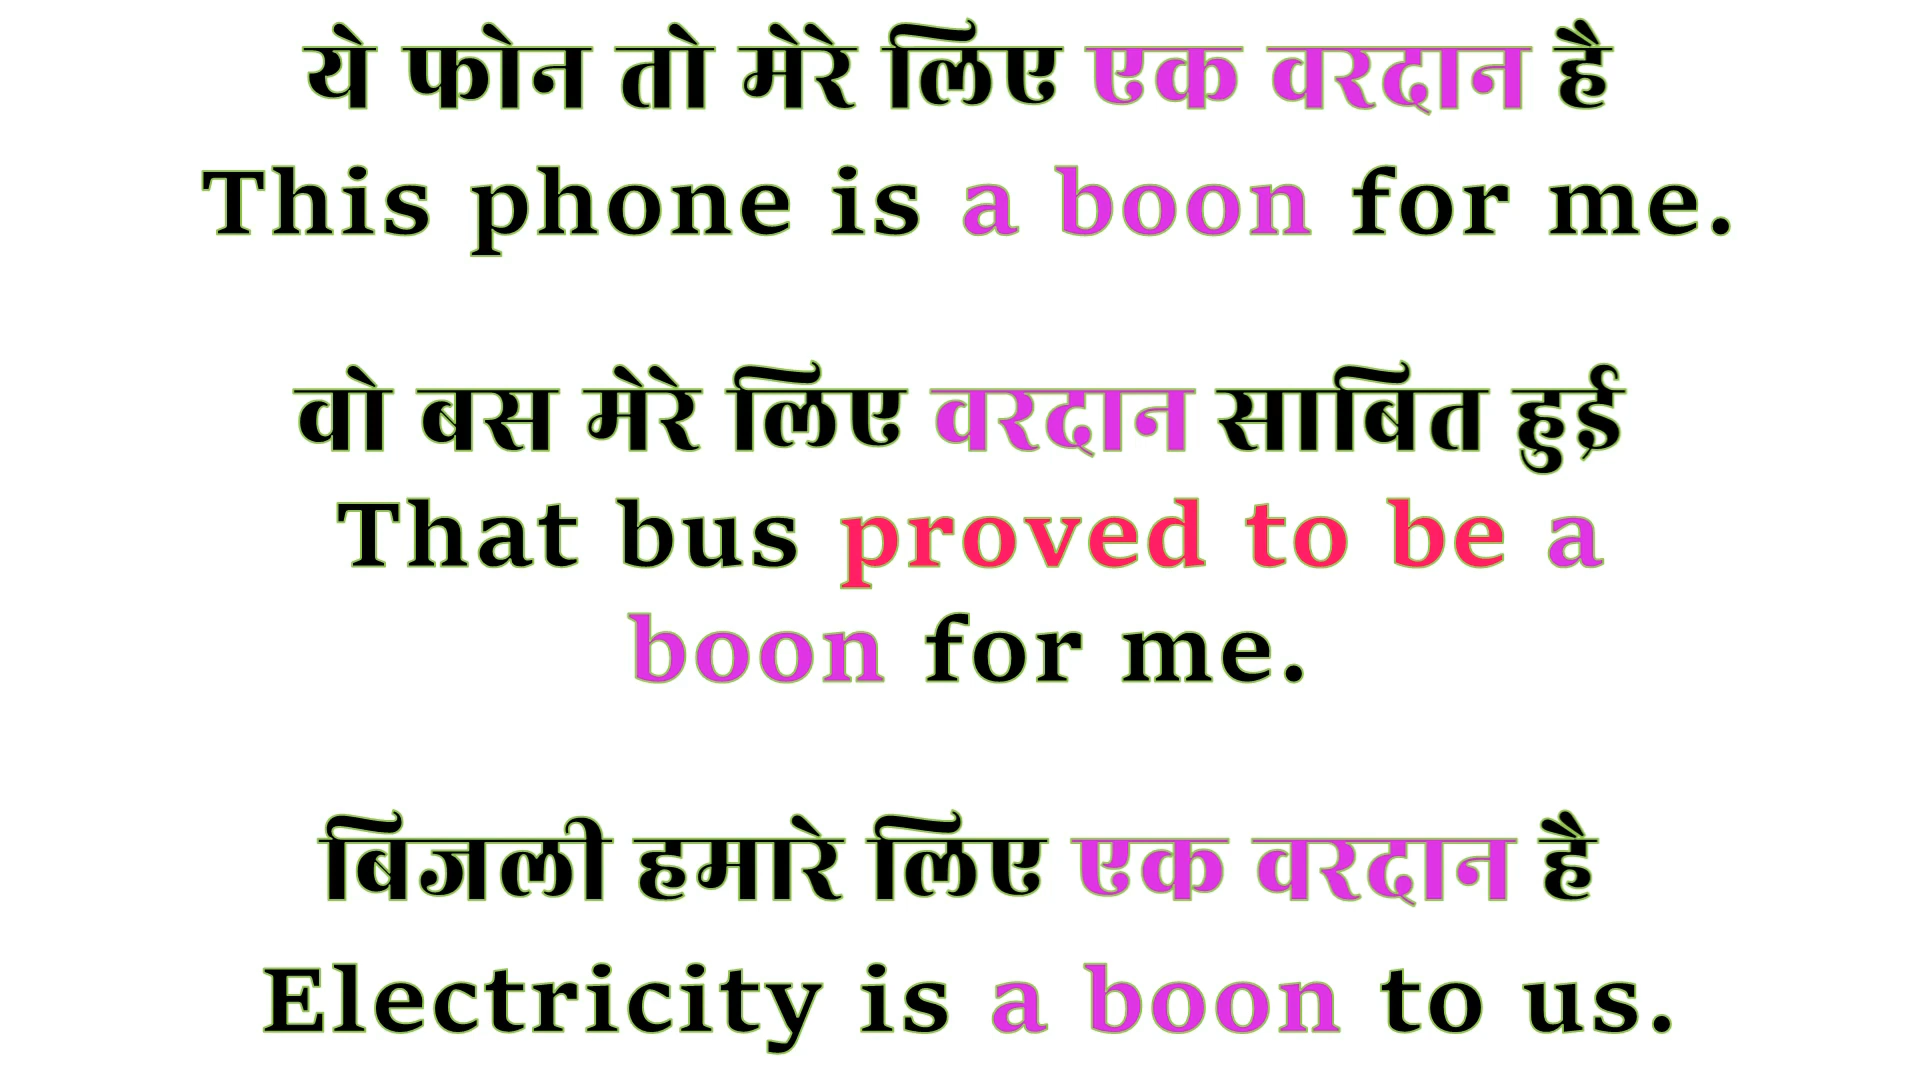 ये फोन तो मेरे लिए एक वरदान है
This phone is a boon for me.
वो बस मेरे लिए वरदान साबित हुई
That bus proved to be a
boon for me.
बिजली हमारे लिए एक वरदान है
Electricity is a boon to us.